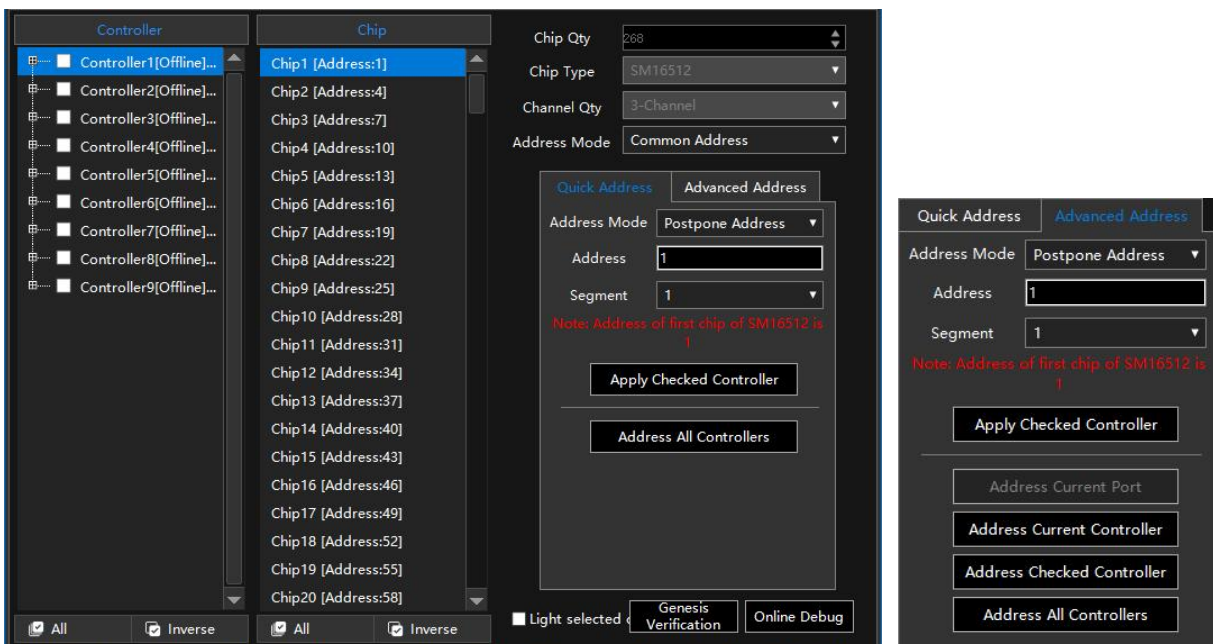 Controller
Controller1[Offline]...
Controller2[Offline]...
Controller3[Offline]...
Controller4[Offline]...
Controller5[Offline]...
Controller6[Offline]...
Controller7[Offline]...
Controller8[Offline]...
Controller9[Offline]...
All
Inverse
Chip
Chip1 [Address:1]
Chip2 [Address:4]
Chip3 [Address:7]
Chip4 [Address:10]
Chip5 [Address:13]
Chip6 [Address:16]
Chip7 [Address:19]
Chip8 [Address:22]
Chip9 [Address:25]
Chip10 [Address:28]
Chip11 [Address:31]
Chip12 [Address:34]
Chip13 [Address:37]
Chip14 [Address:40]
Chip15 [Address:43]
Chip16 [Address:46]
Chip17 [Address:49]
Chip18 [Address:52]
Chip19 [Address:55]
Chip20 [Address:58]
All
Inverse
Chip Qty 268
Chip Type SM16512
Channel Qty 3-Channel
Address Mode Common Address
Quick Address Advanced Address
Address Mode Postpone Address
Address 1
Segment 1
Note: Address of first chip of SM16512 is
1
Apply Checked Controller
Address All Controllers
Light selected
Genesis
Verification
Online Debug
Quick Address Advanced Address
Address Mode Postpone Address
Address 1
Segment 1
Note: Address of first chip of SM16512 is
1
Apply Checked Controller
Address Current Port
Address Current Controller
Address Checked Controller
Address All Controllers